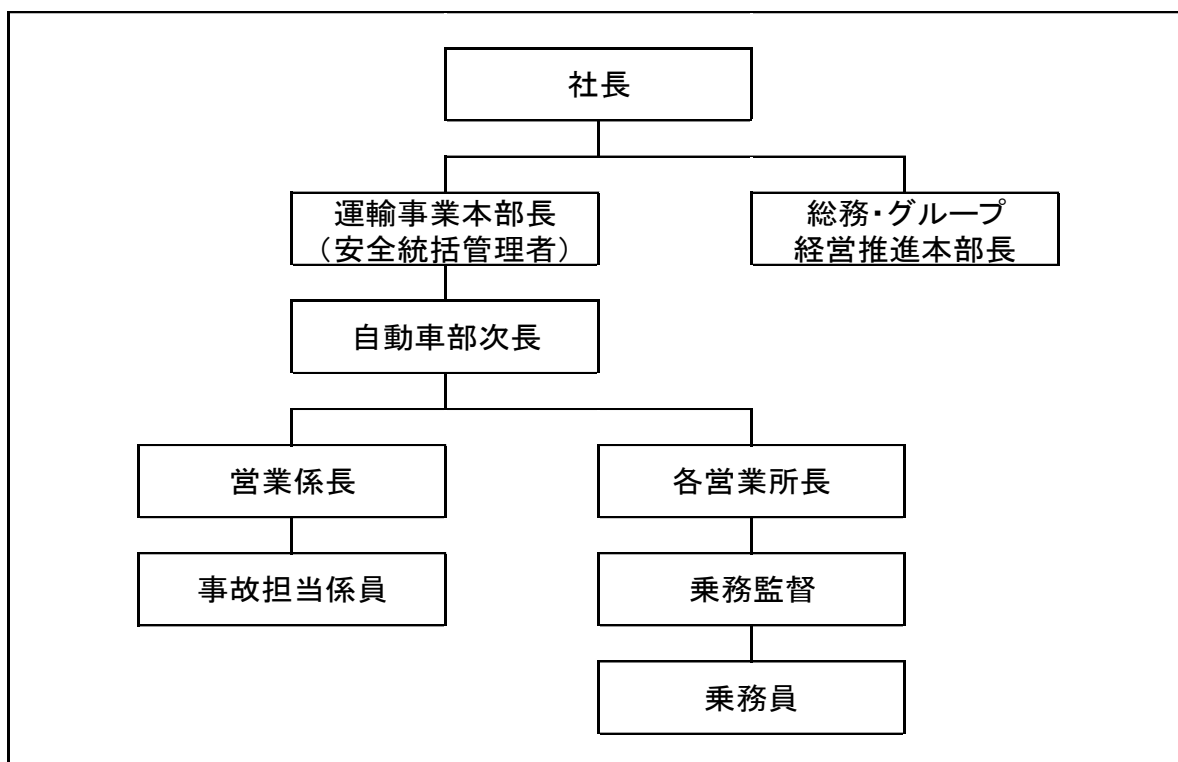 社長
運輸事業本部長
（安全統括管理者）
総務・グループ
経営推進本部長
自動車部次長
営業係長
各営業所長
事故担当係員
乗務監督
乗務員